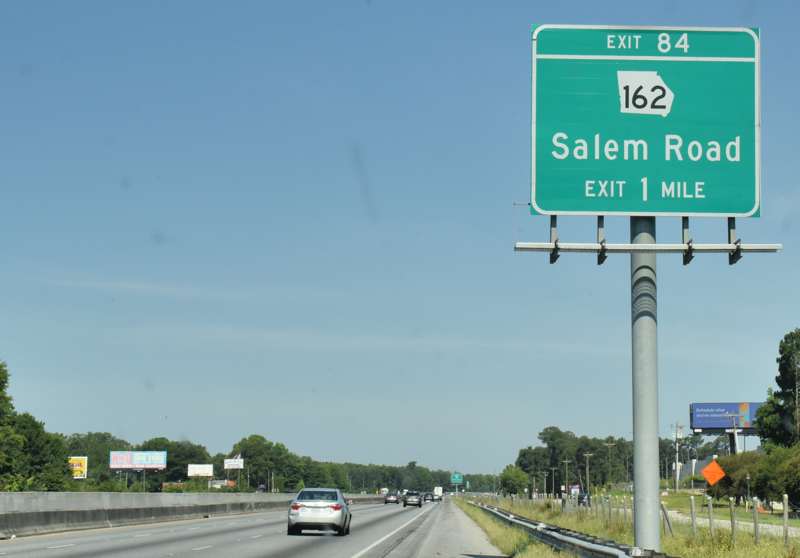 EXIT 84
162
Salem Road
EXIT 1 MILE